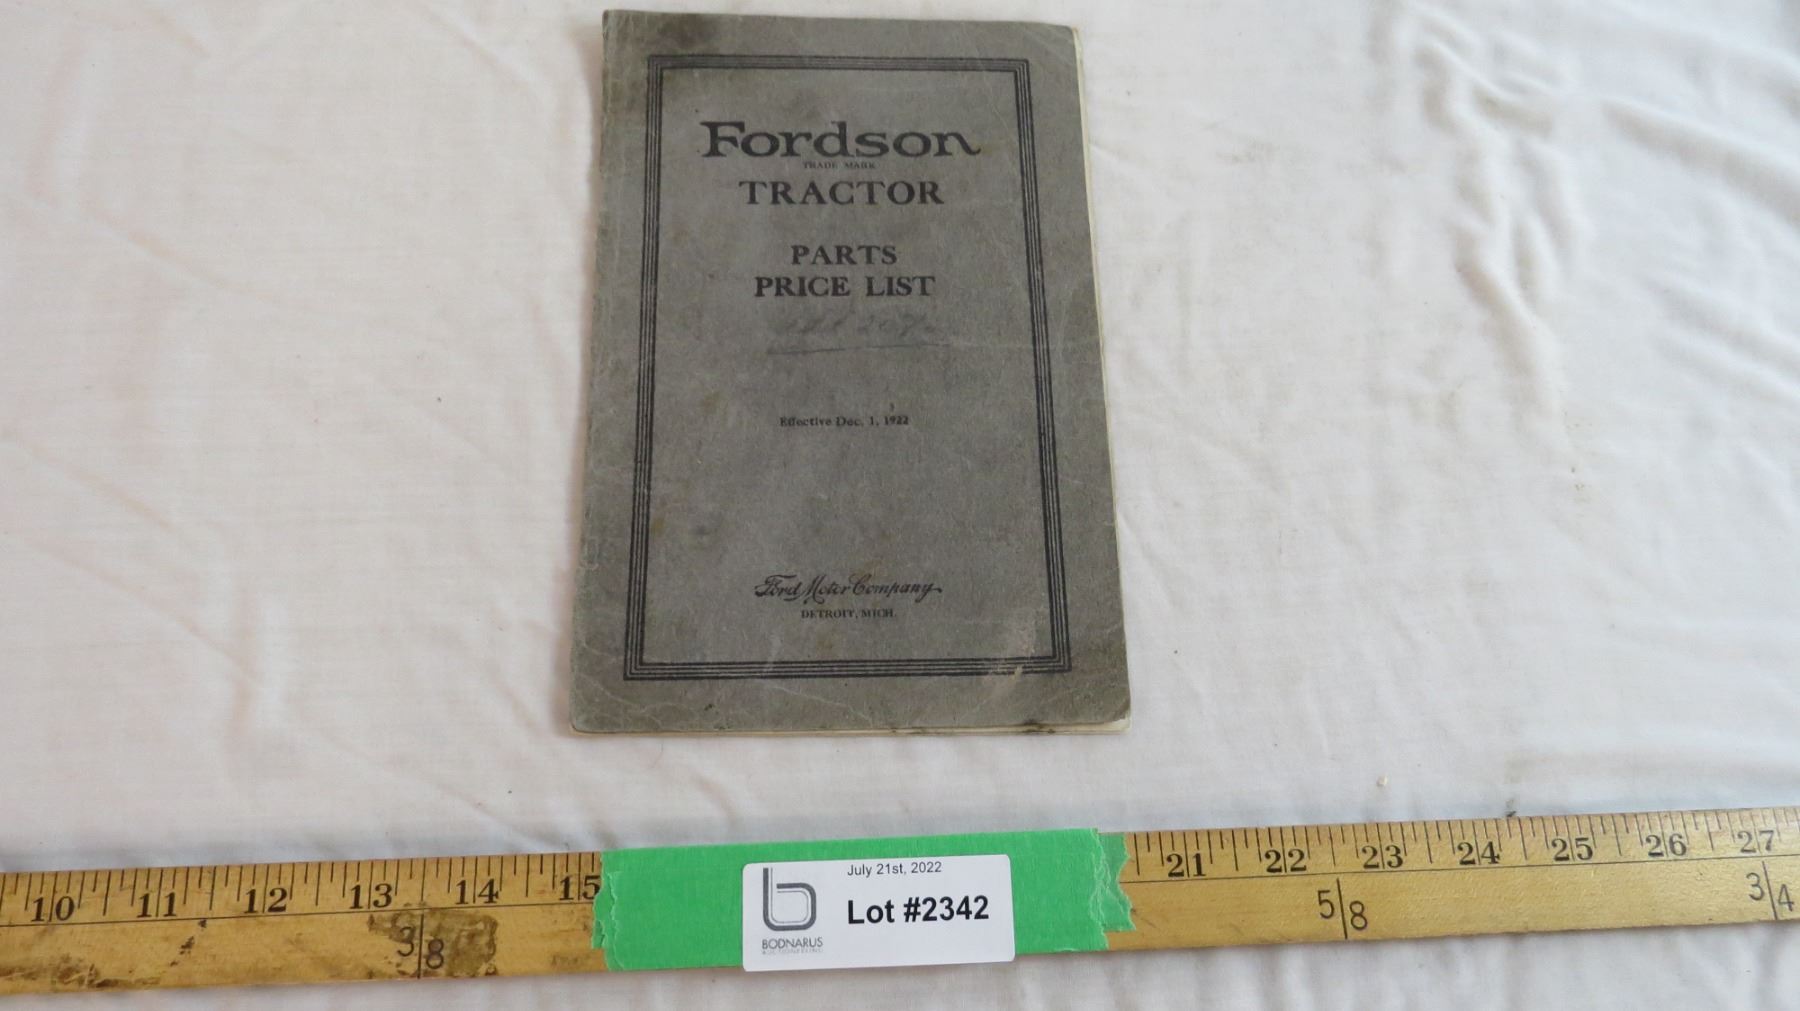 Fordson
TRADE MARK
TRACTOR
PARTS
PRICE LIST
Effective Dec. 1, 1922
Ford Motor Company
DETROIT, MICH.
10 11 12 13 14 15 21 22 23 24 25 26 27
3|8 5|8 3|4
July 21st, 2022
Lot #2342
BODNARUS
AUCTIONEERING